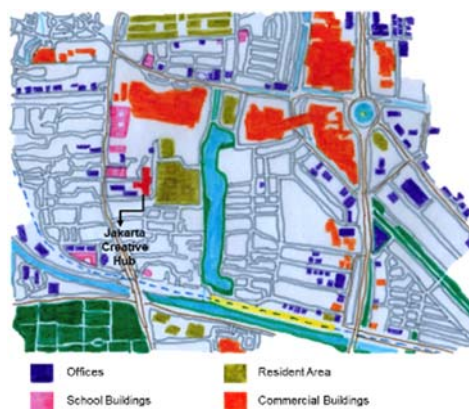 Jakarta
Creative
Hub
Offices
Resident Area
School Buildings
Commercial Buildings